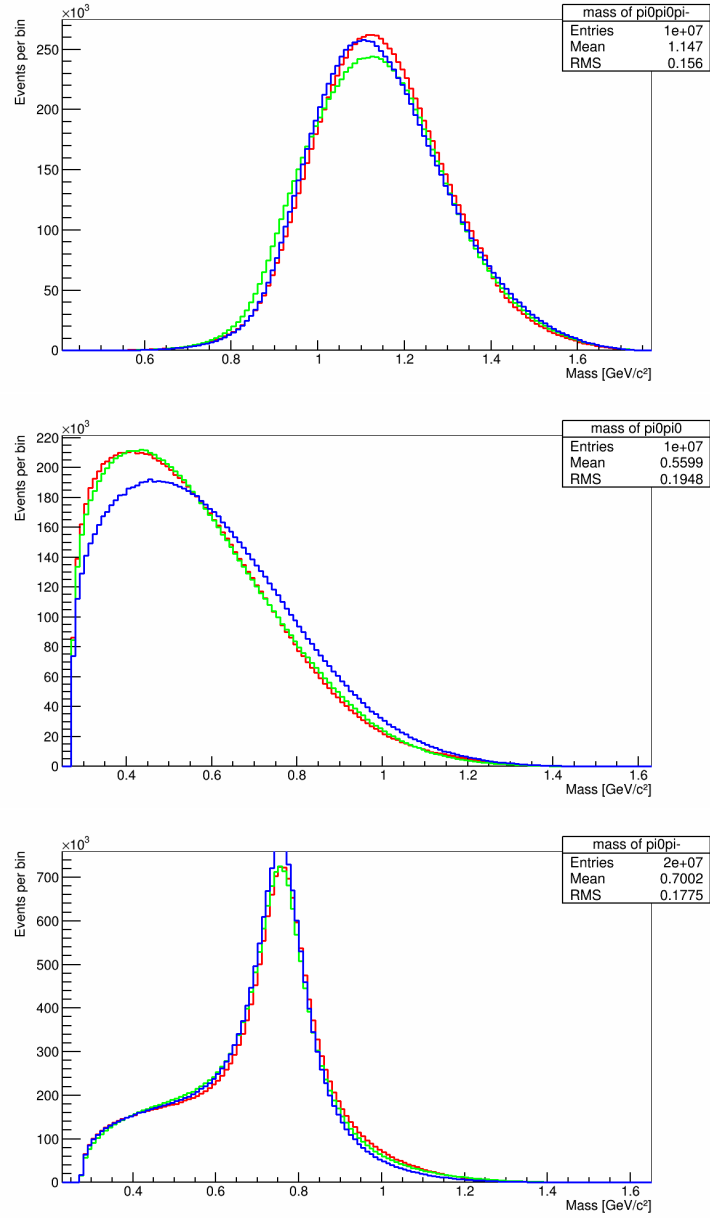 mass of pi0pi0pi-
Entries 1e+07
Mean 1.147
RMS 0.156
×10³
Events per bin
250
200
150
100
50
0
0.6 0.8 1 1.2 1.4 1.6
Mass [GeV/c²]
mass of pi0pi0
Entries 1e+07
Mean 0.5599
RMS 0.1948
×10³
Events per bin
220
200
180
160
140
120
100
80
60
40
20
0
0.4 0.6 0.8 1 1.2 1.4 1.6
Mass [GeV/c²]
mass of pi0pi-
Entries 2e+07
Mean 0.7002
RMS 0.1775
×10³
Events per bin
700
600
500
400
300
200
100
0
0.4 0.6 0.8 1 1.2 1.4 1.6
Mass [GeV/c²]